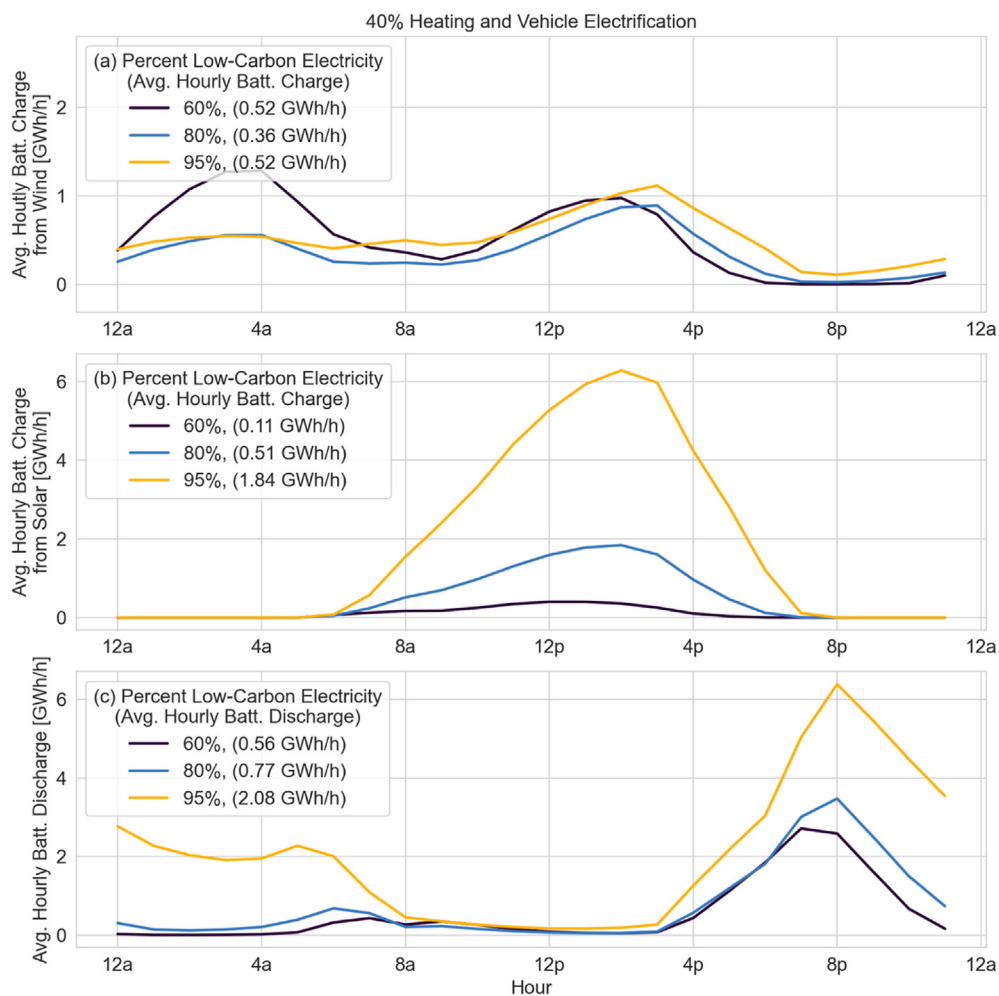 40% Heating and Vehicle Electrification
Avg. Houtly Batt. Charge
from Wind [GWh/h]
(a) Percent Low-Carbon Electricity
(Avg. Hourly Batt. Charge)
60%, (0.52 GWh/h)
80%, (0.36 GWh/h)
95%, (0.52 GWh/h)
2
1
0
12a 4a 8a 12p 4p 8p 12a
Avg. Hourly Batt. Charge
from Solar [GWh/h]
(b) Percent Low-Carbon Electricity
(Avg. Hourly Batt. Charge)
60%, (0.11 GWh/h)
80%, (0.51 GWh/h)
95%, (1.84 GWh/h)
6
4
2
0
12a 4a 8a 12p 4p 8p 12a
Avg. Hourly Batt. Discharge [GWh/h]
(c) Percent Low-Carbon Electricity
(Avg. Hourly Batt. Discharge)
60%, (0.56 GWh/h)
80%, (0.77 GWh/h)
95%, (2.08 GWh/h)
6
4
2
0
12a 4a 8a 12p 4p 8p 12a
Hour